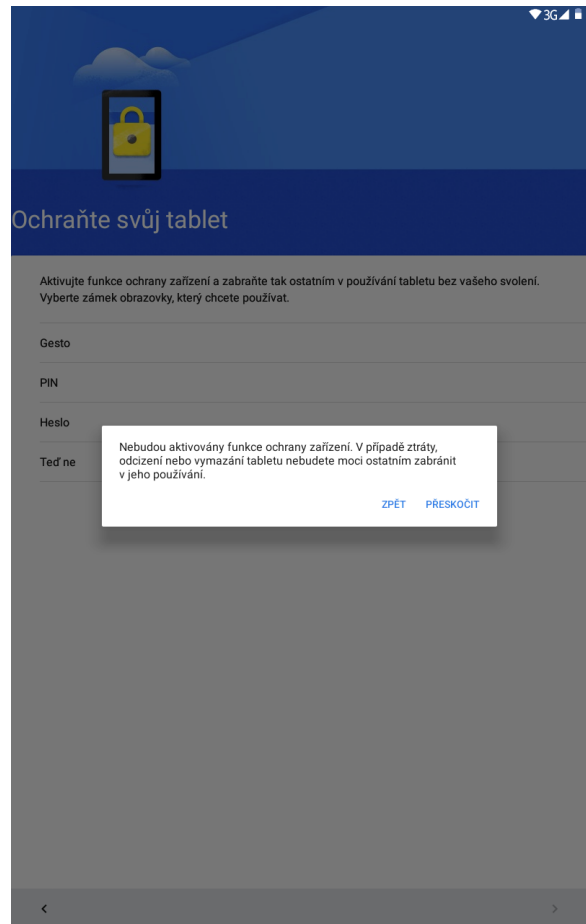 3G
Ochraňte svůj tablet
Aktivujte funkce ochrany zařízení a zabraňte tak ostatním v používání tabletu bez vašeho svolení.
Vyberte zámek obrazovky, který chcete používat.
Gesto
PIN
Heslo
Teď ne
Nebudou aktivovány funkce ochrany zařízení. V případě ztráty,
odcizení nebo vymazání tabletu nebudete moci ostatním zabránit
v jeho používání.
ZPĚT PŘESKOČIT